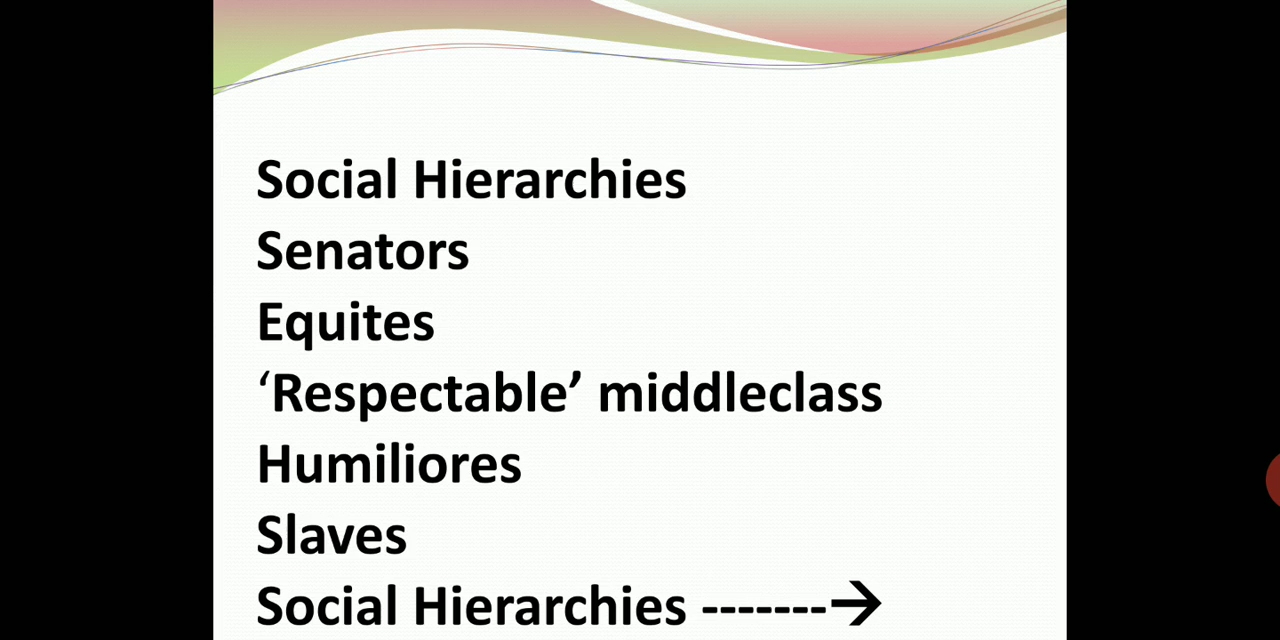 Social Hierarchies
Senators
Equites
‘Respectable’ middleclass
Humiliores
Slaves
Social Hierarchies -------→